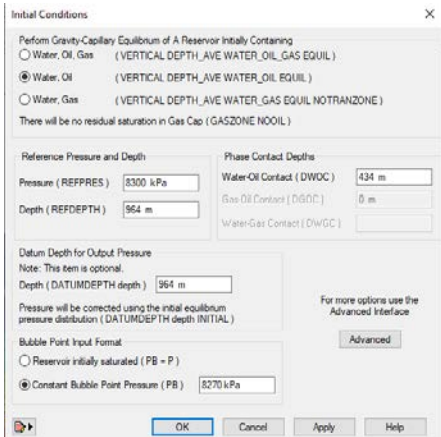 Initial Conditions
Perform Gravity-Capillary Equilibrium of A Reservoir Initially Containing
Water, Oil, Gas ( VERTICAL DEPTH_AVE WATER_OIL_GAS EQUIL )
Water, Oil ( VERTICAL DEPTH_AVE WATER_OIL EQUIL )
Water, Gas ( VERTICAL DEPTH_AVE WATER_GAS EQUIL NOTRANZONE )
There will be no residual saturation in Gas Cap ( GASZONE NOOIL )
Reference Pressure and Depth
Pressure ( REFPRES ) 8300 kPa
Depth ( REFDEPTH ) 964 m
Phase Contact Depths
Water-Oil Contact ( DWOC ) 434 m
Gas Oil Contact ( DGOC ) 0 m
Water-Gas Contact ( DWGC )
Datum Depth for Output Pressure
Note: This item is optional.
Depth ( DATUMDEPTH depth ) 964 m
Pressure will be corrected using the initial equilibrium
pressure distribution ( DATUMDEPTH depth INITIAL )
For more options use the
Advanced Interface
Advanced
Bubble Point Input Format
Reservoir initially saturated ( PB = P )
Constant Bubble Point Pressure ( PB ) 8270 kPa
OK Cancel Apply Help